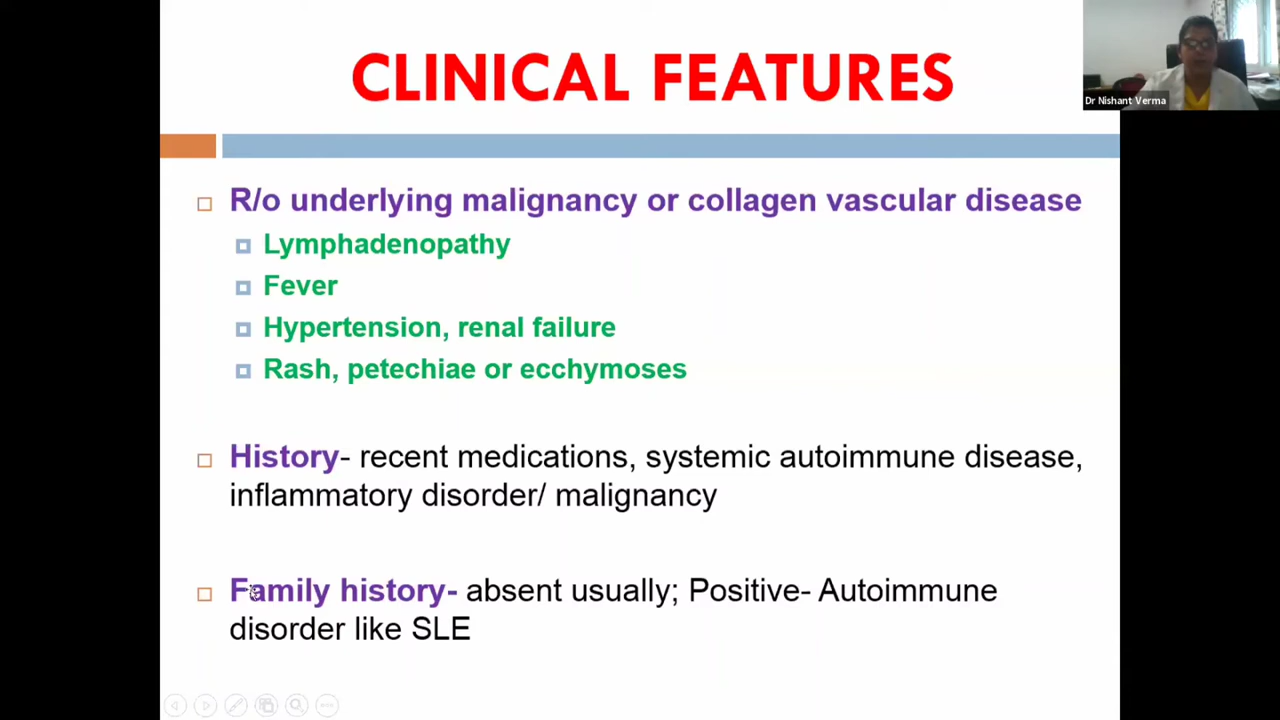 CLINICAL FEATURES
Dr Nishant Verma
R/o underlying malignancy or collagen vascular disease
Lymphadenopathy
Fever
Hypertension, renal failure
Rash, petechiae or ecchymoses
History- recent medications, systemic autoimmune disease,
inflammatory disorder/ malignancy
Family history- absent usually; Positive- Autoimmune
disorder like SLE